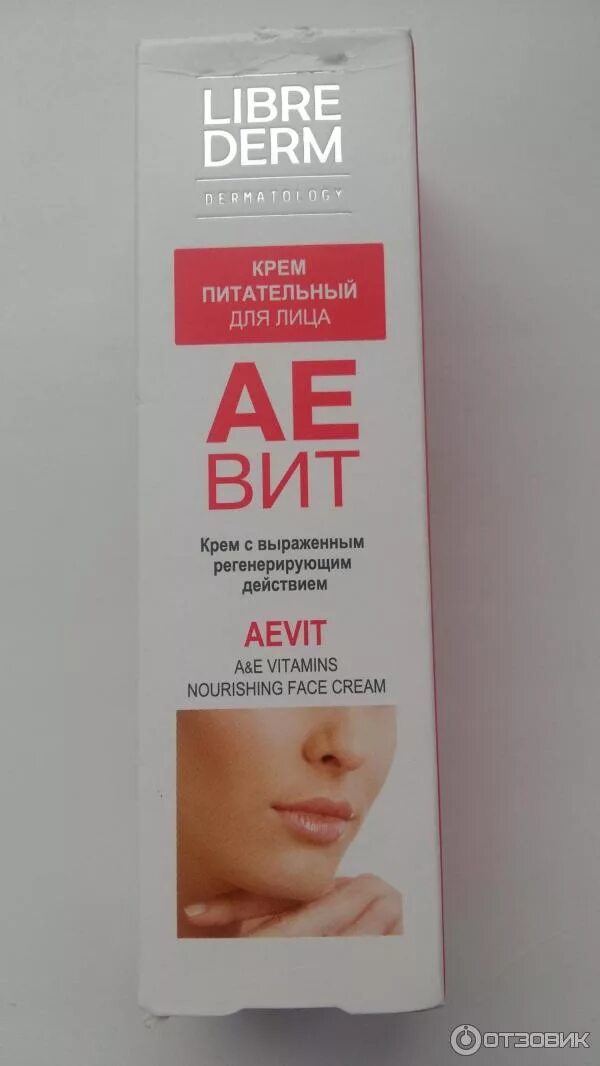 LIBRE
DERM
DERMATOLOGY
КРЕМ
ПИТАТЕЛЬНЫЙ
ДЛЯ ЛИЦА
АЕ
ВИТ
Крем с выраженным
регенерирующим
действием
AEVIT
A&E VITAMINS
NOURISHING FACE CREAM
ОТЗОВИК